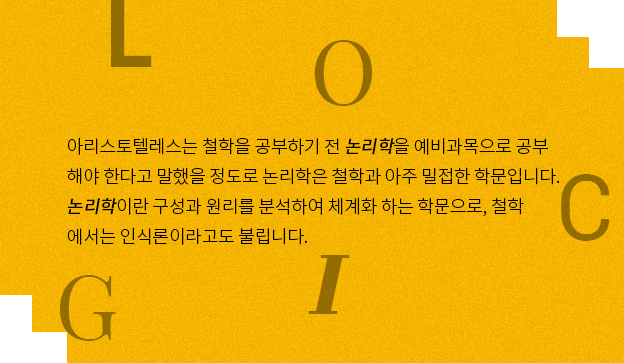 L
O
아리스토텔레스는 철학을 공부하기 전 논리학을 예비과목으로 공부
해야 한다고 말했을 정도로 논리학은 철학과 아주 밀접한 학문입니다.
논리학이란 구성과 원리를 분석하여 체계화 하는 학문으로, 철학
에서는 인식론이라고도 불립니다.
C
G
I